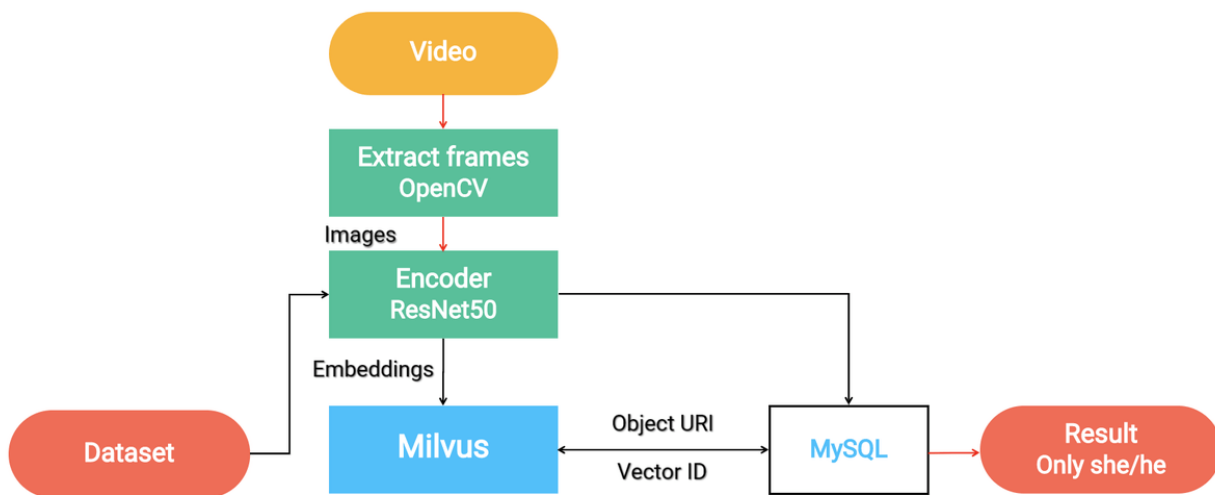 Video
Extract frames
OpenCV
Images
Encoder
ResNet50
Embeddings
Dataset
Milvus
Object URI
Vector ID
MySQL
Result
Only she/he